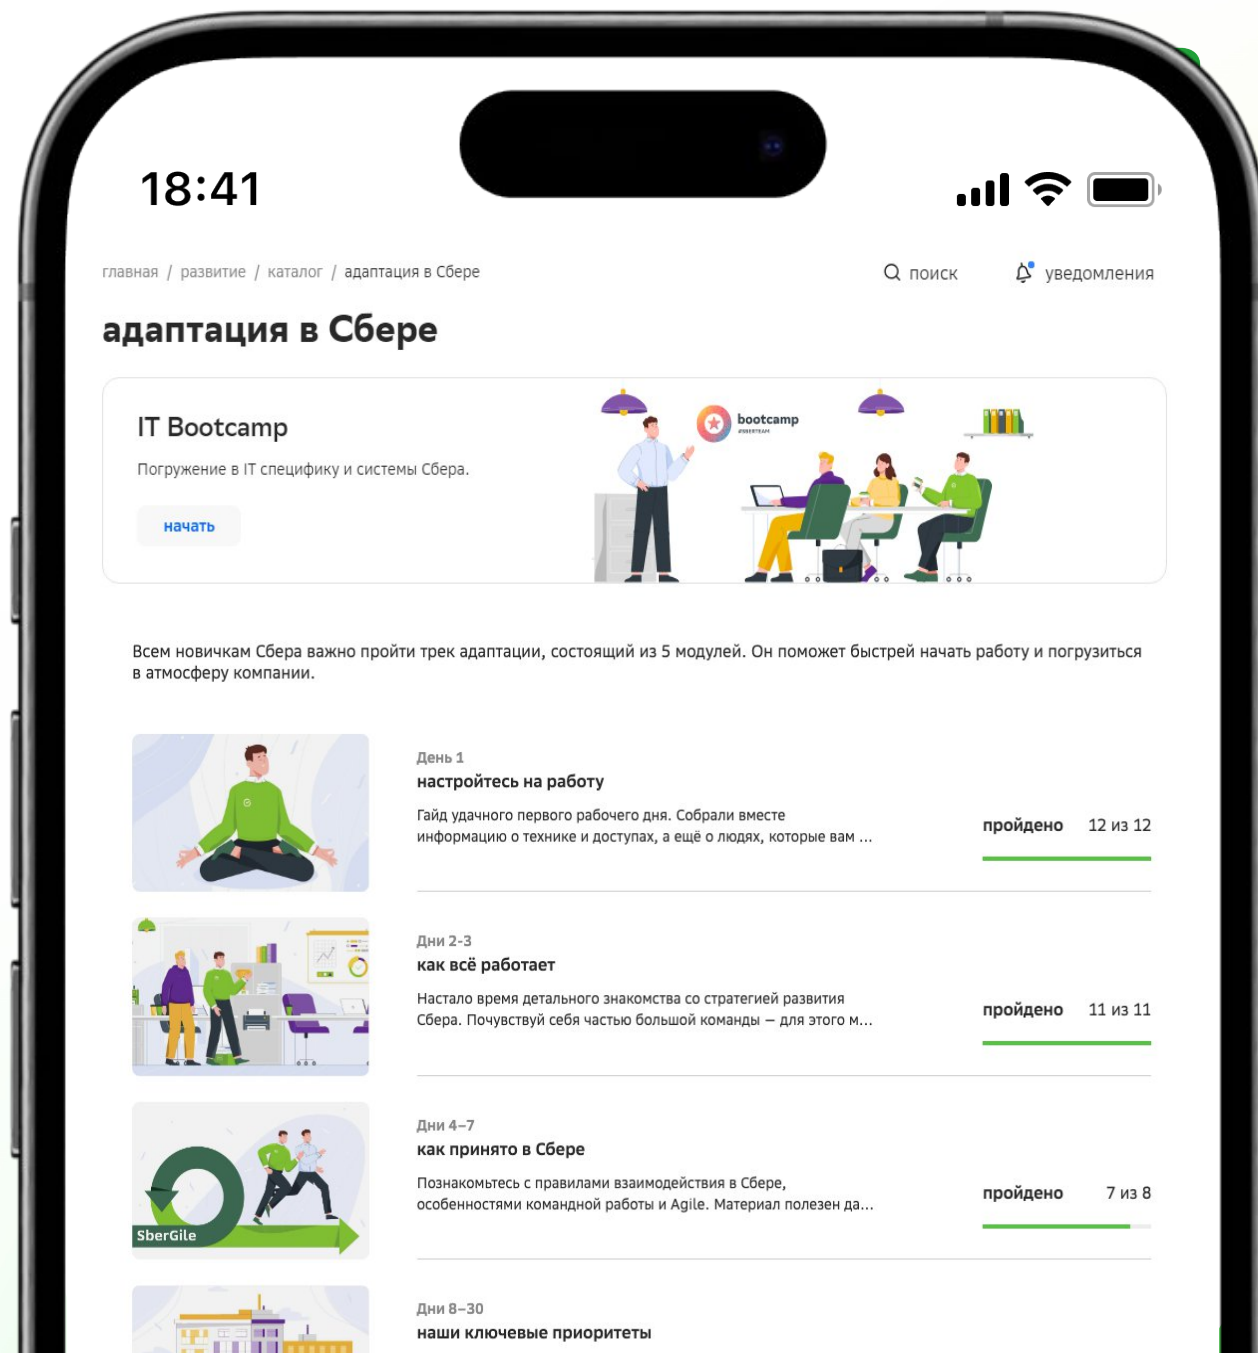 18:41
главная / развитие / каталог / адаптация в Сбере
поиск
уведомления
адаптация в Сбере
IT Bootcamp
Погружение в IT специфику и системы Сбера.
начать
bootcamp
#SBERTEAM
Всем новичкам Сбера важно пройти трек адаптации, состоящий из 5 модулей. Он поможет быстрей начать работу и погрузиться
в атмосферу компании.
День 1
настройтесь на работу
Гайд удачного первого рабочего дня. Собрали вместе
информацию о технике и доступах, а ещё о людях, которые вам ...
пройдено 12 из 12
Дни 2-3
как всё работает
Настало время детального знакомства со стратегией развития
Сбера. Почувствуй себя частью большой команды — для этого м...
пройдено 11 из 11
SberGile
Дни 4–7
как принято в Сбере
Познакомьтесь с правилами взаимодействия в Сбере,
особенностями командной работы и Agile. Материал полезен да...
пройдено 7 из 8
Дни 8–30
наши ключевые приоритеты